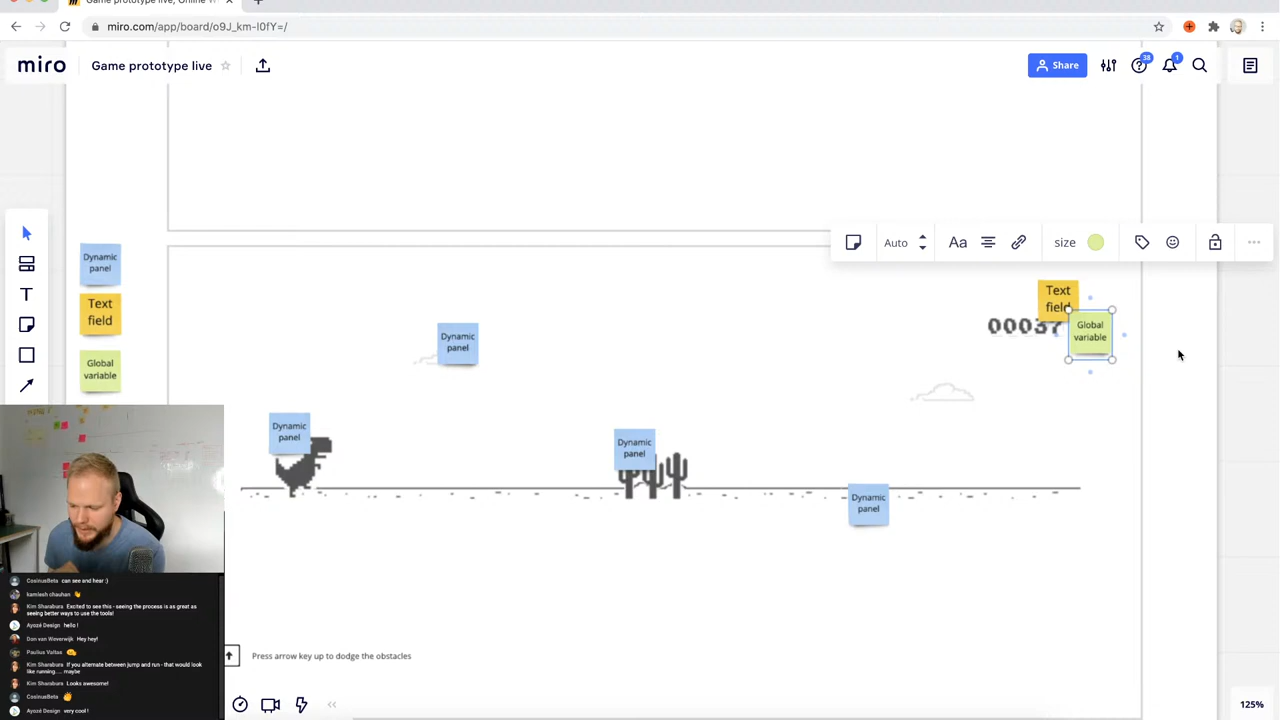 Game prototype live, Online W
miro.com/app/board/o9J_km-l0fY=/
miro
Game prototype live
Share
38
1
Auto
Aa
size
Dynamic
panel
Text
field
Global
variable
Dynamic
panel
Text
field
00037
Global
variable
Dynamic
panel
Dynamic
panel
Dynamic
panel
CosinusBeta can see and hear :)
kamlesh chauhan
Kim Sharabura Excited to see this - seeing the process is as great as
seeing better ways to use the tools!
Ayozé Design hello !
Don van Weverwijk Hey hey!
Paulius Vaitas
Kim Sharabura If you alternate between jump and run - that would look
like running.... maybe
Kim Sharabura Looks awesome!
CosinusBeta
Ayozé Design very cool !
Press arrow key up to dodge the obstacles
125%